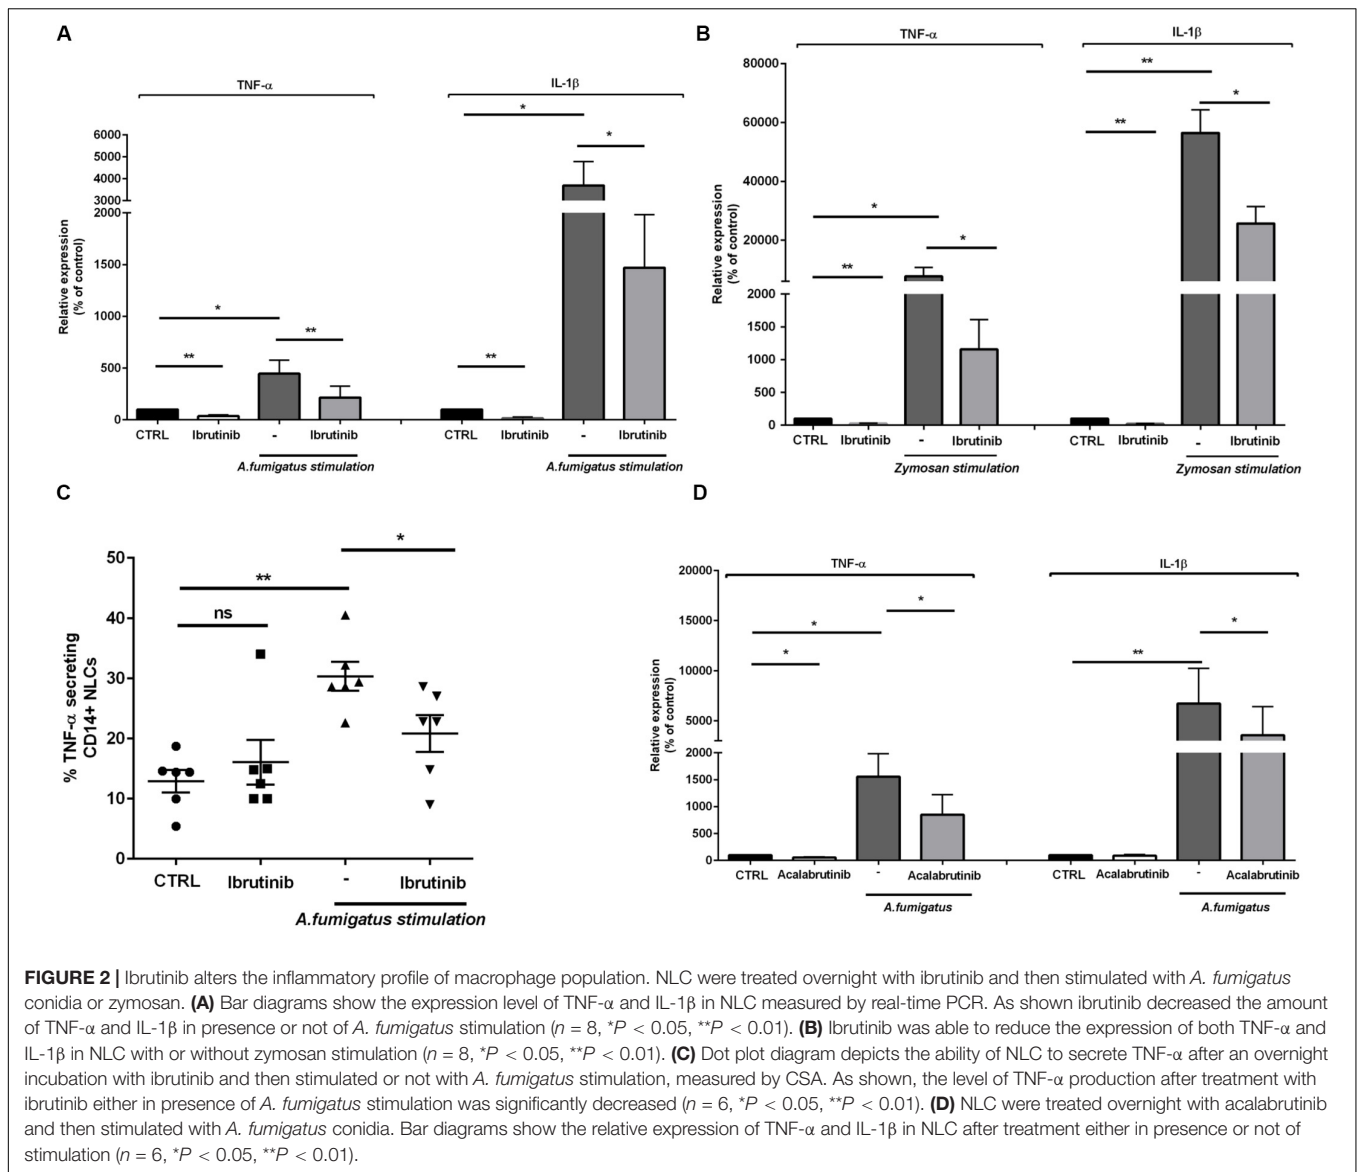 A
TNF-α
IL-1β
*
*
6000
5000
4000
3000
2000
1500
1000
500
0
Relative expression
(% of control)
*
**
**
**
CTRL
Ibrutinib
-
Ibrutinib
CTRL
Ibrutinib
-
Ibrutinib
A.fumigatus stimulation
A.fumigatus stimulation
B
TNF-α
IL-1β
80000
60000
40000
20000
2000
1500
1000
500
0
Relative expression
(% of control)
**
*
**
*
*
**
CTRL
Ibrutinib
-
Ibrutinib
CTRL
Ibrutinib
-
Ibrutinib
Zymosan stimulation
Zymosan stimulation
C
50
40
30
20
10
0
% TNF-α secreting
CD14+ NLCs
*
**
ns
CTRL
Ibrutinib
-
Ibrutinib
A.fumigatus stimulation
D
TNF-α
IL-1β
20000
15000
10000
5000
2000
1500
1000
500
0
Relative expression
(% of control)
*
*
*
*
**
CTRL
Acalabrutinib
-
Acalabrutinib
CTRL
Acalabrutinib
-
Acalabrutinib
A.fumigatus
A.fumigatus
FIGURE 2 | Ibrutinib alters the inflammatory profile of macrophage population. NLC were treated overnight with ibrutinib and then stimulated with A. fumigatus
conidia or zymosan. (A) Bar diagrams show the expression level of TNF-α and IL-1β in NLC measured by real-time PCR. As shown ibrutinib decreased the amount
of TNF-α and IL-1β in presence or not of A. fumigatus stimulation (n = 8, *P < 0.05, **P < 0.01). (B) Ibrutinib was able to reduce the expression of both TNF-α and
IL-1β in NLC with or without zymosan stimulation (n = 8, *P < 0.05, **P < 0.01). (C) Dot plot diagram depicts the ability of NLC to secrete TNF-α after an overnight
incubation with ibrutinib and then stimulated or not with A. fumigatus stimulation, measured by CSA. As shown, the level of TNF-α production after treatment with
ibrutinib either in presence of A. fumigatus stimulation was significantly decreased (n = 6, *P < 0.05, **P < 0.01). (D) NLC were treated overnight with acalabrutinib
and then stimulated with A. fumigatus conidia. Bar diagrams show the relative expression of TNF-α and IL-1β in NLC after treatment either in presence or not of
stimulation (n = 6, *P < 0.05, **P < 0.01).